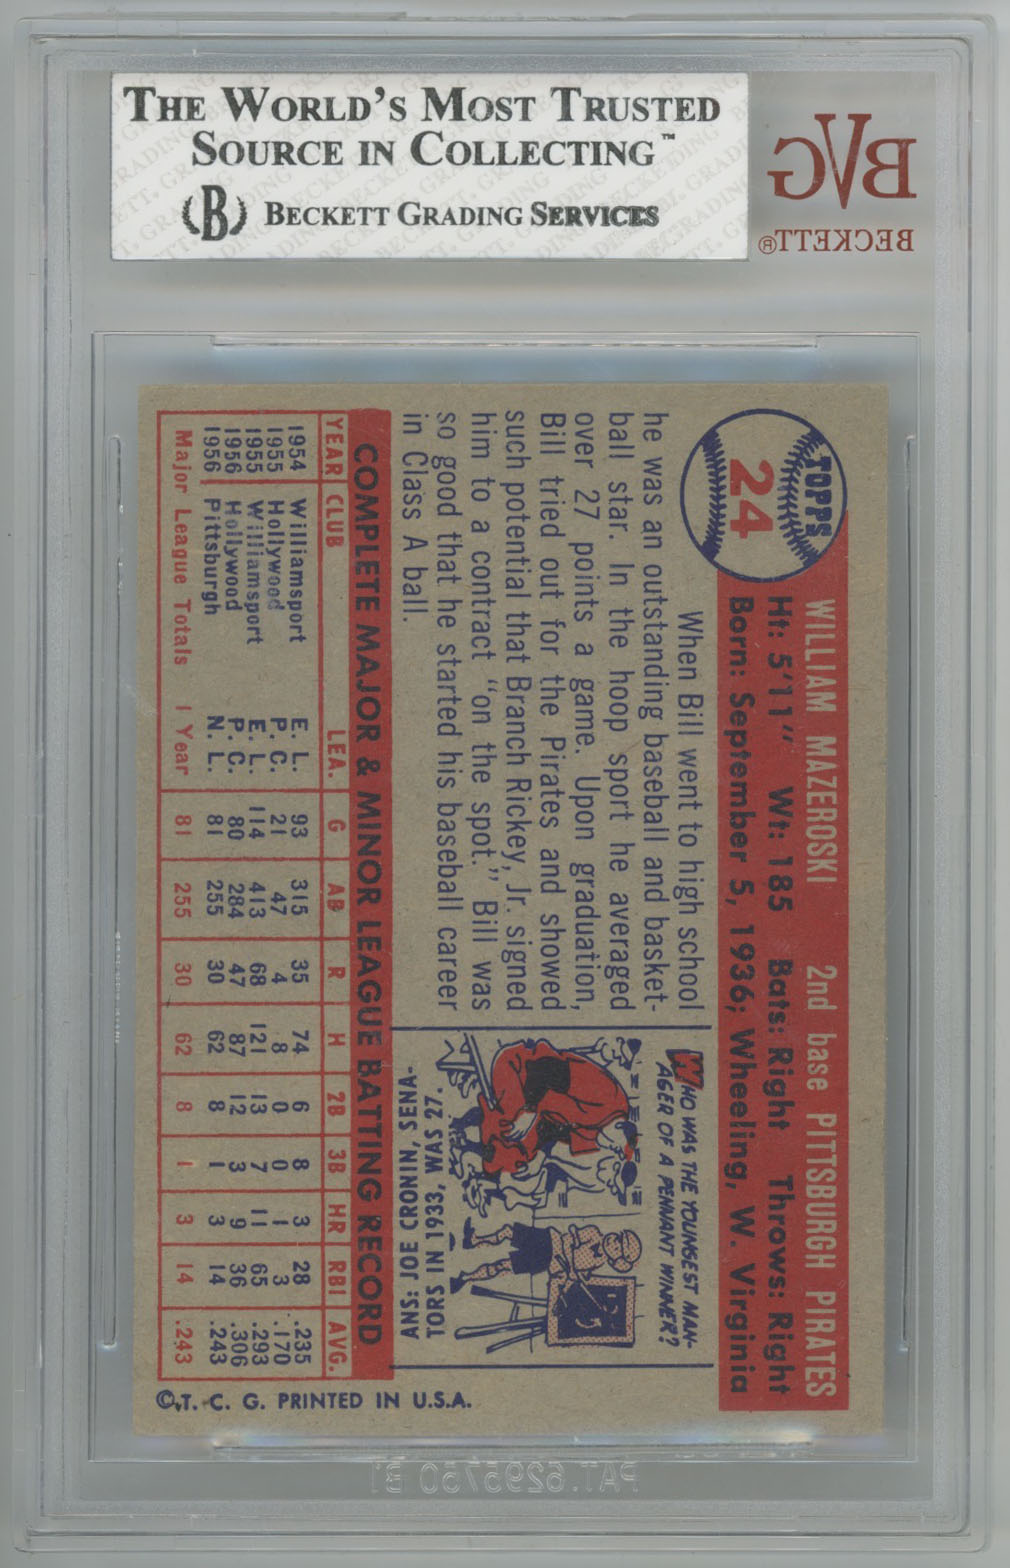 THE WORLD'S MOST TRUSTED
SOURCE IN COLLECTING™
BECKETT GRADING SERVICES
BVG
BECKETT®
TOPPS
24
WILLIAM MAZEROSKI 2nd base PITTSBURGH PIRATES
Ht: 5'11" Wt: 185 Bats: Right Throws: Right
Born: September 5, 1936, Wheeling, W. Virginia
When Bill went to high school
he was an outstanding baseball and basket-
ball star. In the hoop sport he averaged
over 27 points a game. Upon graduation,
Bill tried out for the Pirates and showed
such potential that Branch Rickey, Jr. signed
him to a contract "on the spot." Bill was
so good that he started his baseball career
in Class A ball.
WHO WAS THE YOUNGEST MAN-
AGER OF A PENNANT WINNER?
ANS: JOE CRONIN, SENA-
TORS IN 1933, WAS 27.
COMPLETE MAJOR & MINOR LEAGUE BATTING RECORD
YEAR CLUB LEA. G AB R H 2B 3B HR RBI AVG.
1954 Williamsport E. L. 93 315 35 74 6 8 3 28 .235
1955 Hollywood P.C. 21 47 4 8 0 0 1 3 .170
1955 Williamsport E. L. 114 413 68 121 13 7 11 65 .293
1956 Hollywood P.C. 80 284 47 87 12 3 9 36 .306
1956 Pittsburgh N. L. 81 255 30 62 8 1 3 14 .243
Major League Totals 1 Year 81 255 30 62 8 1 3 14 .243
©T. C. G. PRINTED IN U.S.A.
PAT. 6295750 B1